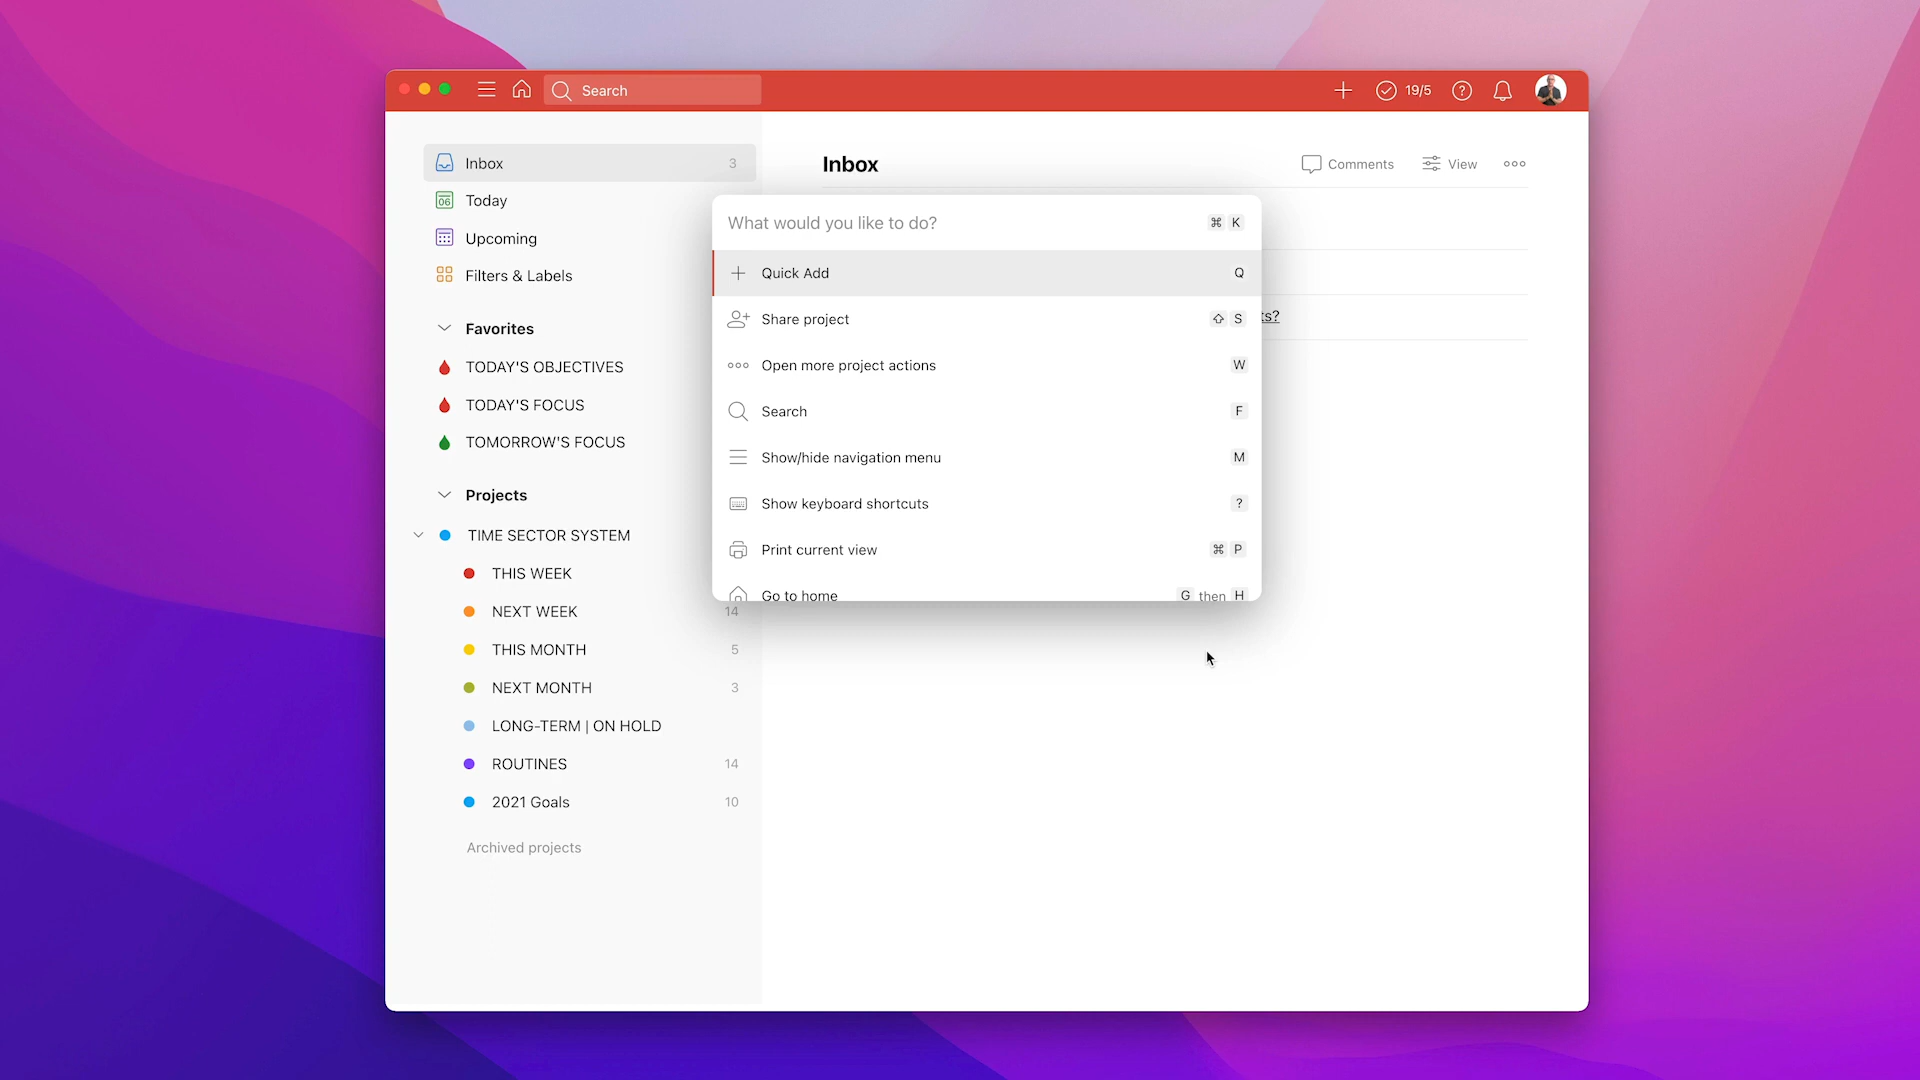 Search
19/5
Inbox 3
06 Today
Upcoming
Filters & Labels
Favorites
TODAY'S OBJECTIVES
TODAY'S FOCUS
TOMORROW'S FOCUS
Projects
TIME SECTOR SYSTEM
THIS WEEK
NEXT WEEK 14
THIS MONTH 5
NEXT MONTH 3
LONG-TERM | ON HOLD
ROUTINES 14
2021 Goals 10
Archived projects
Inbox
Comments View
What would you like to do? ⌘ K
Quick Add Q
Share project ⇧ S
Open more project actions W
Search F
Show/hide navigation menu M
Show keyboard shortcuts ?
Print current view ⌘ P
Go to home G then H
ts?